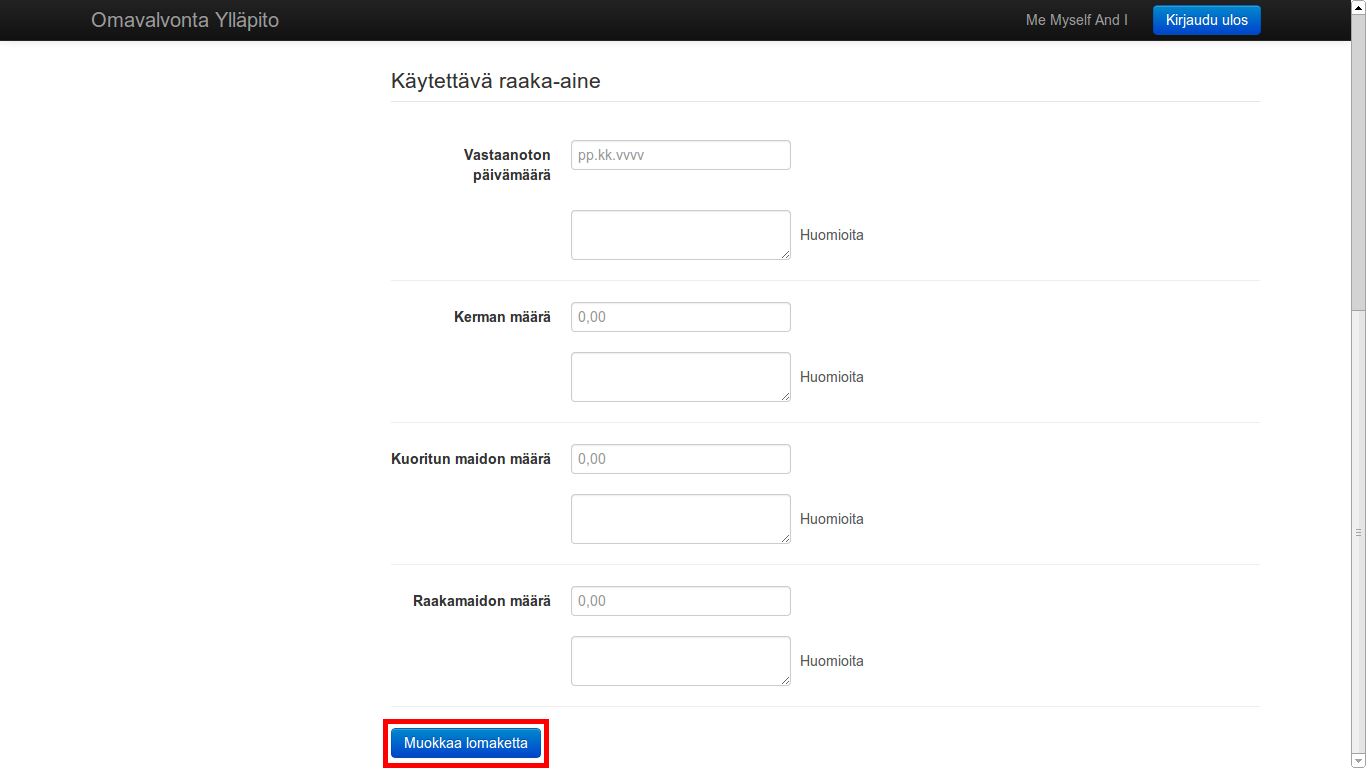 Omavalvonta Ylläpito
Me Myself And I
Kirjaudu ulos
Käytettävä raaka-aine
Vastaanoton
päivämäärä
pp.kk.vvvv
Huomioita
Kerman määrä
0,00
Huomioita
Kuoritun maidon määrä
0,00
Huomioita
Raakamaidon määrä
0,00
Huomioita
Muokkaa lomaketta